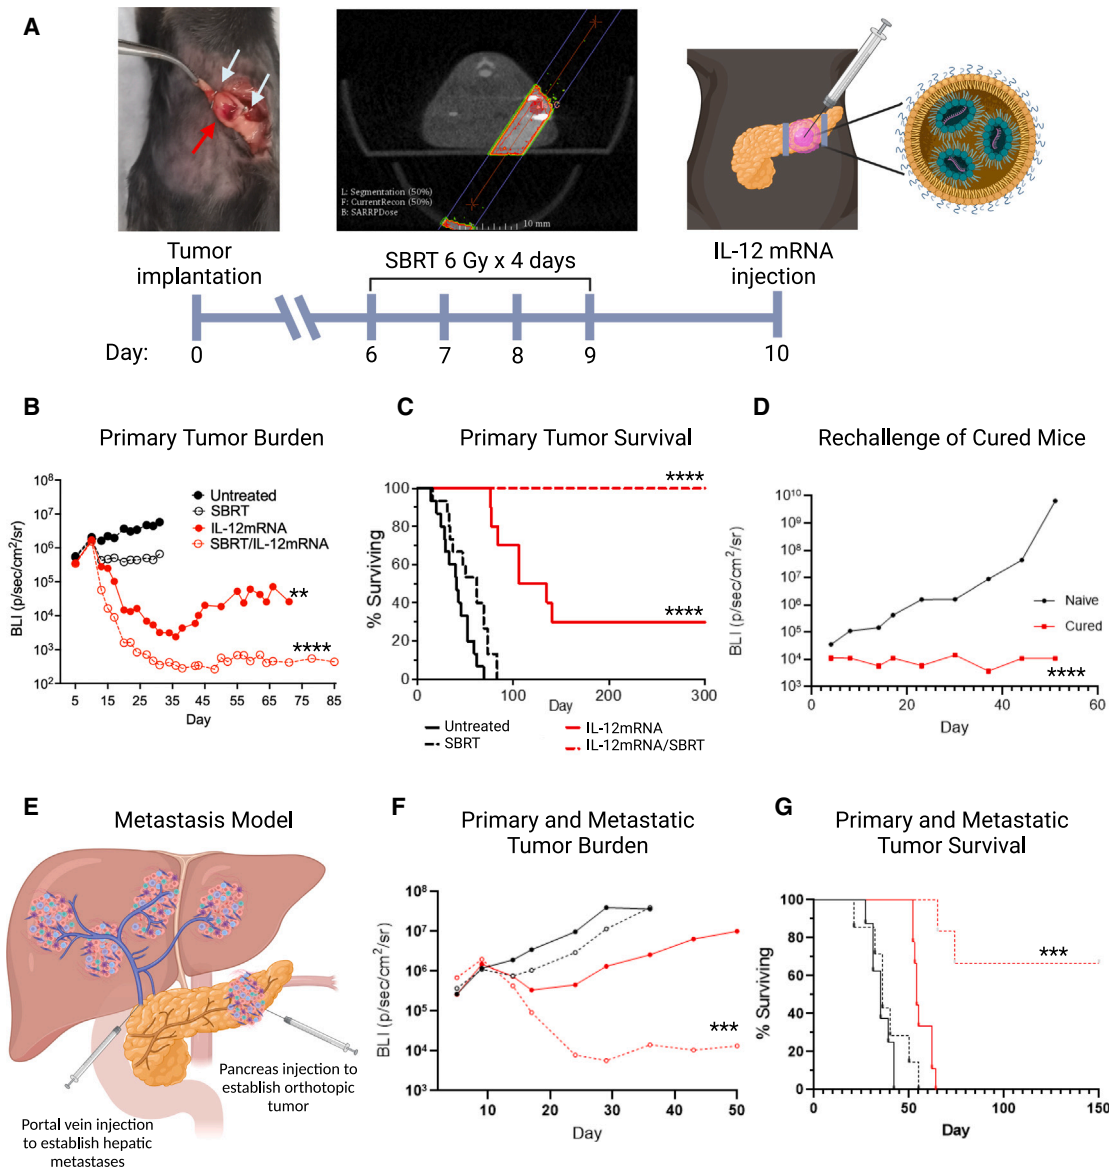 A
L: Segmentation (50%)
F: CurrentRecon (50%)
B: SARRPDose
10 mm
Tumor
implantation
SBRT 6 Gy x 4 days
IL-12 mRNA
injection
Day:
0
6
7
8
9
10
B
Primary Tumor Burden
BLI (p/sec/cm²/sr)
10⁸
10⁷
10⁶
10⁵
10⁴
10³
10²
Untreated
SBRT
IL-12mRNA
SBRT/IL-12mRNA
**
****
5 15 25 35 45 55 65 75 85
Day
C
Primary Tumor Survival
% Surviving
100
80
60
40
20
0
****
****
0 100 200 300
Day
Untreated
SBRT
IL-12mRNA
IL-12mRNA/SBRT
D
Rechallenge of Cured Mice
BLI (p/sec/cm²/sr)
10¹⁰
10⁹
10⁸
10⁷
10⁶
10⁵
10⁴
10³
Naive
Cured
****
0 20 40 60
Day
E
Metastasis Model
Pancreas injection to
establish orthotopic
tumor
Portal vein injection
to establish hepatic
metastases
F
Primary and Metastatic
Tumor Burden
BLI (p/sec/cm²/sr)
10⁸
10⁷
10⁶
10⁵
10⁴
10³
***
10 20 30 40 50
Day
G
Primary and Metastatic
Tumor Survival
% Surviving
100
80
60
40
20
0
***
0 50 100 150
Day